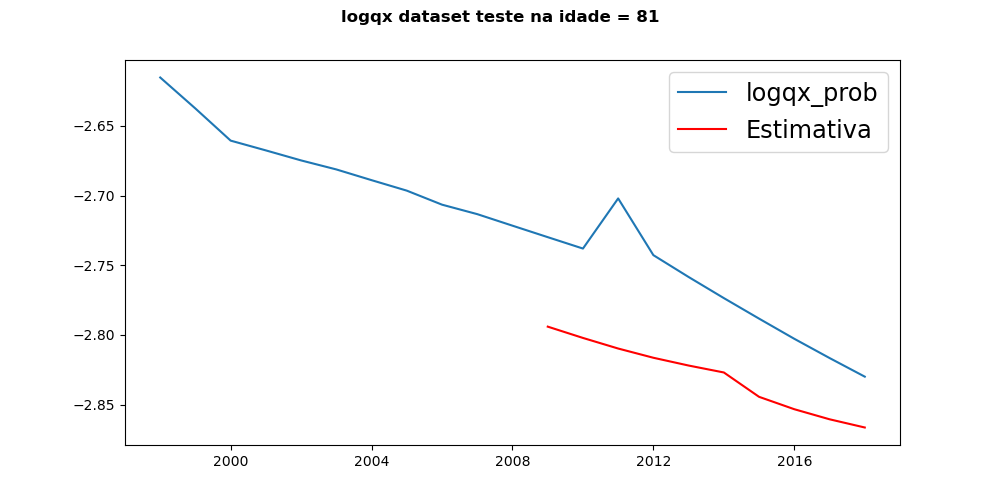 logqx dataset teste na idade = 81
logqx_prob
Estimativa
−2.65
−2.70
−2.75
−2.80
−2.85
2000 2004 2008 2012 2016